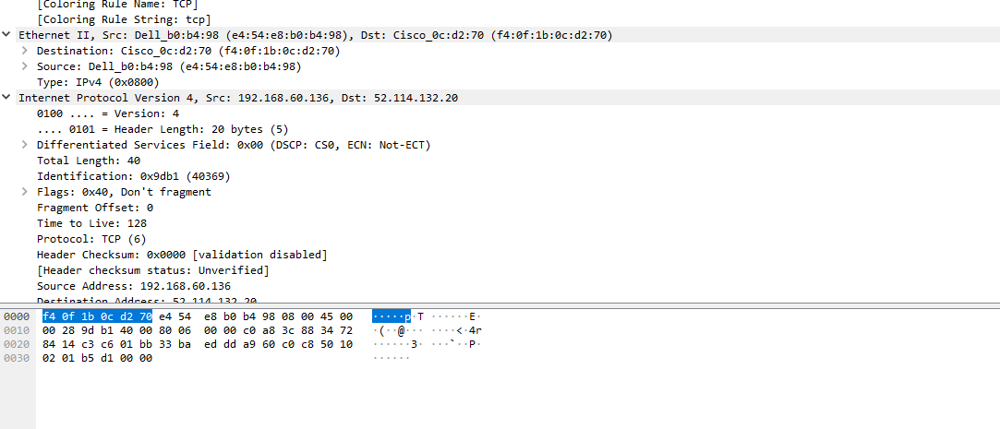 [Coloring Rule Name: TCP]
[Coloring Rule String: tcp]
Ethernet II, Src: Dell_b0:b4:98 (e4:54:e8:b0:b4:98), Dst: Cisco_0c:d2:70 (f4:0f:1b:0c:d2:70)
Destination: Cisco_0c:d2:70 (f4:0f:1b:0c:d2:70)
Source: Dell_b0:b4:98 (e4:54:e8:b0:b4:98)
Type: IPv4 (0x0800)
Internet Protocol Version 4, Src: 192.168.60.136, Dst: 52.114.132.20
0100 .... = Version: 4
.... 0101 = Header Length: 20 bytes (5)
Differentiated Services Field: 0x00 (DSCP: CS0, ECN: Not-ECT)
Total Length: 40
Identification: 0x9db1 (40369)
Flags: 0x40, Don't fragment
Fragment Offset: 0
Time to Live: 128
Protocol: TCP (6)
Header Checksum: 0x0000 [validation disabled]
[Header checksum status: Unverified]
Source Address: 192.168.60.136
Destination Address: 52.114.132.20
0000 f4 0f 1b 0c d2 70 e4 54 e8 b0 b4 98 08 00 45 00 ·····p·T ······E·
0010 00 28 9d b1 40 00 80 06 00 00 c0 a8 3c 88 34 72 ·(··@··· ····<·4r
0020 84 14 c3 c6 01 bb 33 ba ed dd a9 60 c0 c8 50 10 ······3· ···`··P·
0030 02 01 b5 d1 00 00 ······